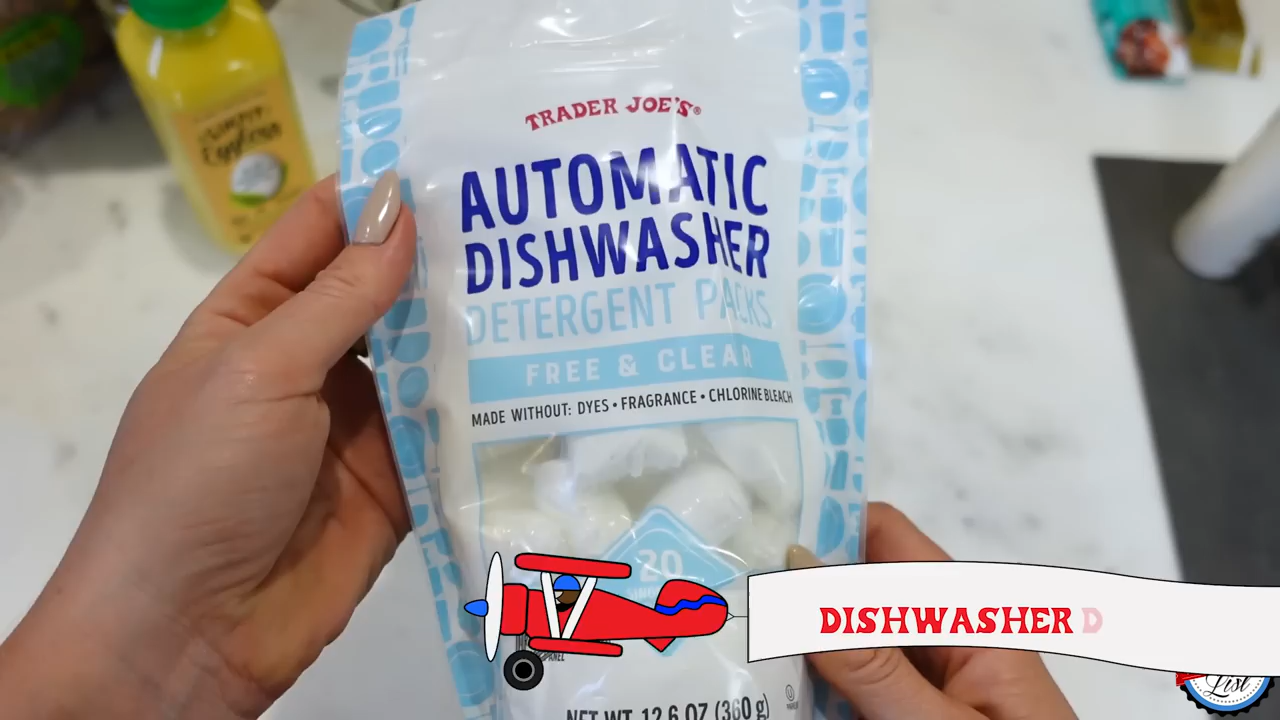 TRADER JOE'S®
AUTOMATIC
DISHWASHER
DETERGENT PACKS
FREE & CLEAR
MADE WITHOUT: DYES • FRAGRANCE • CHLORINE BLEACH
20
NET WT. 12.6 OZ (360 g)
DISHWASHER D
List